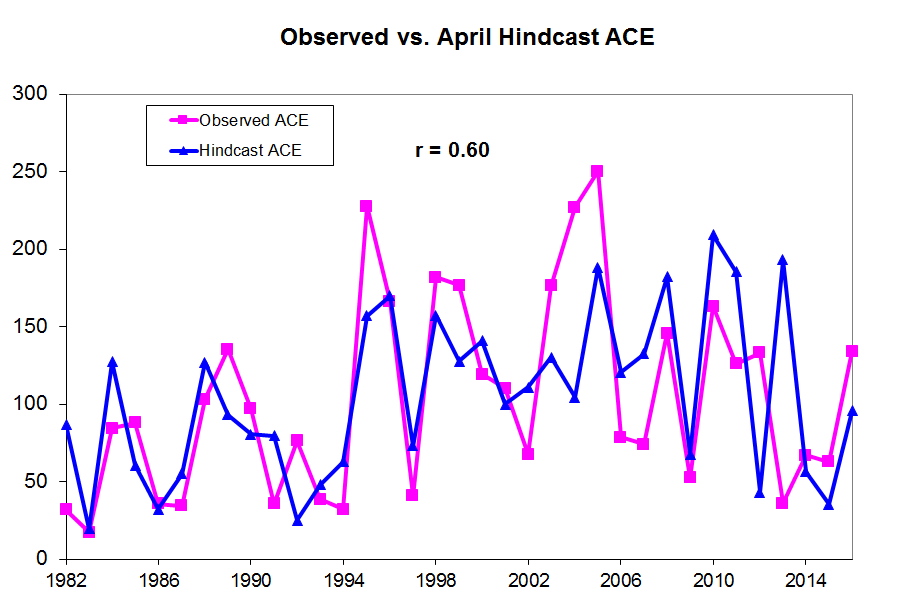 Observed vs. April Hindcast ACE
300
Observed ACE
Hindcast ACE
r = 0.60
250
200
150
100
50
0
1982 1986 1990 1994 1998 2002 2006 2010 2014